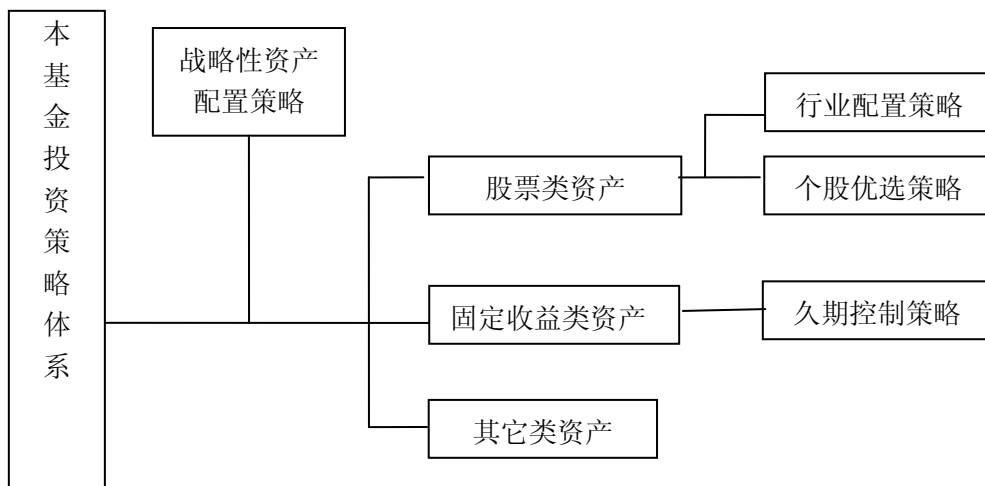 本基金投资策略体系
战略性资产
配置策略
行业配置策略
股票类资产
个股优选策略
固定收益类资产
久期控制策略
其它类资产